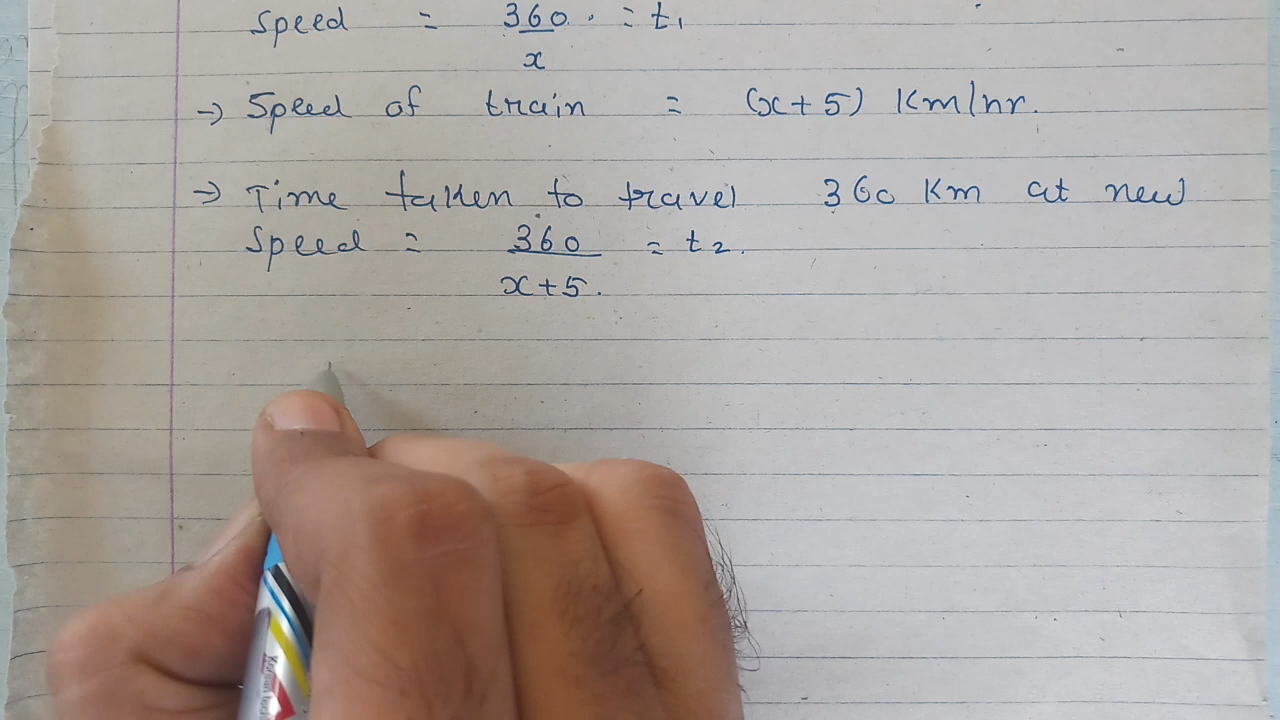 Speed = 360/x . = t₁
→ Speed of train = (x+5) Km/hr.
→ Time taken to travel 360 Km at new
Speed = 360/x+5. = t₂.